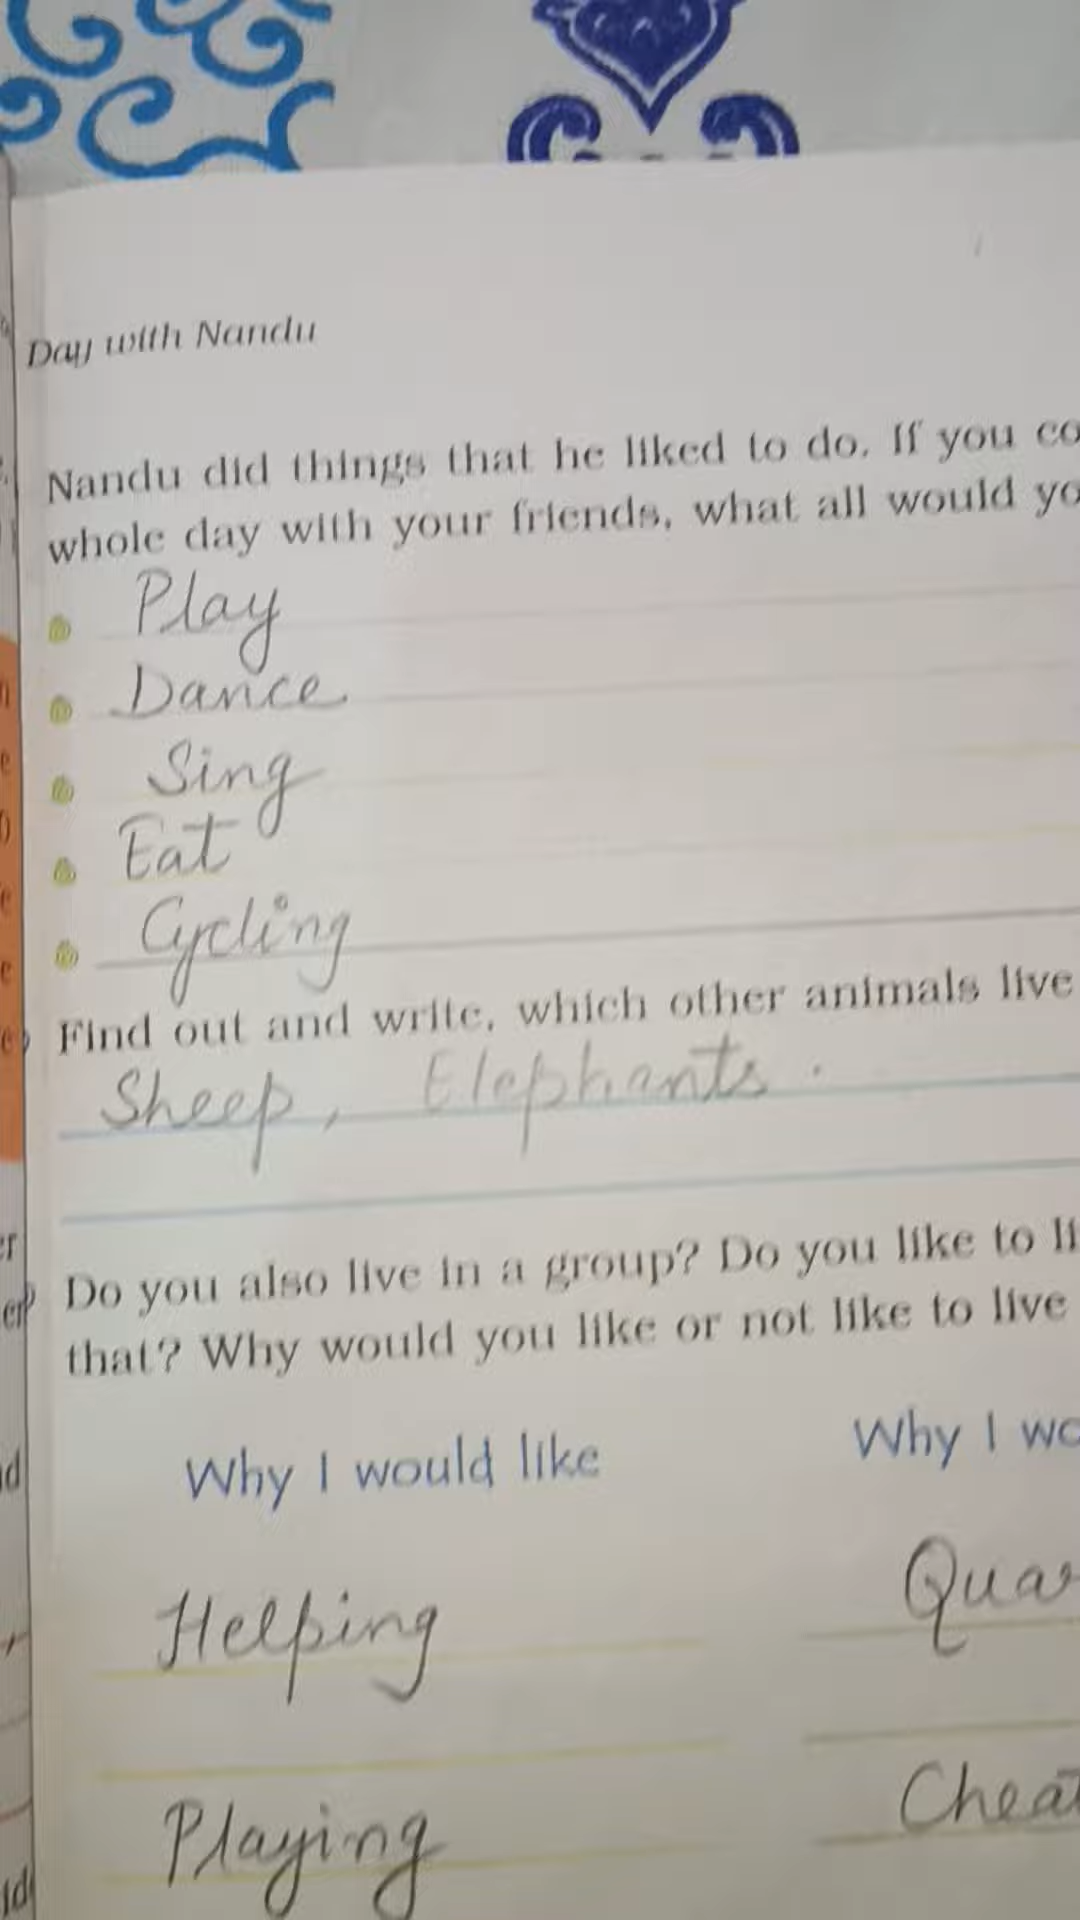 Day with Nandu
Nandu did things that he liked to do. If you co
whole day with your friends, what all would yo
Play
Dance
Sing
Eat
Cycling
Find out and write, which other animals live
Sheep, Elephants.
Do you also live in a group? Do you like to li
that? Why would you like or not like to live
Why I would like Why I wo
Helping Quar
Playing Cheat